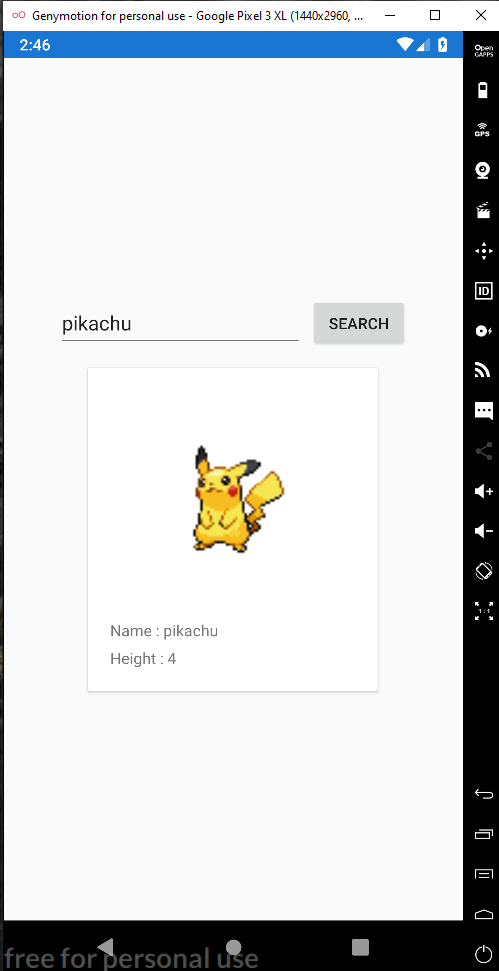 Genymotion for personal use - Google Pixel 3 XL (1440x2960, ...
2:46
Open
GAPPS
GPS
ID
pikachu
SEARCH
Name : pikachu
Height : 4
1:1
free for personal use